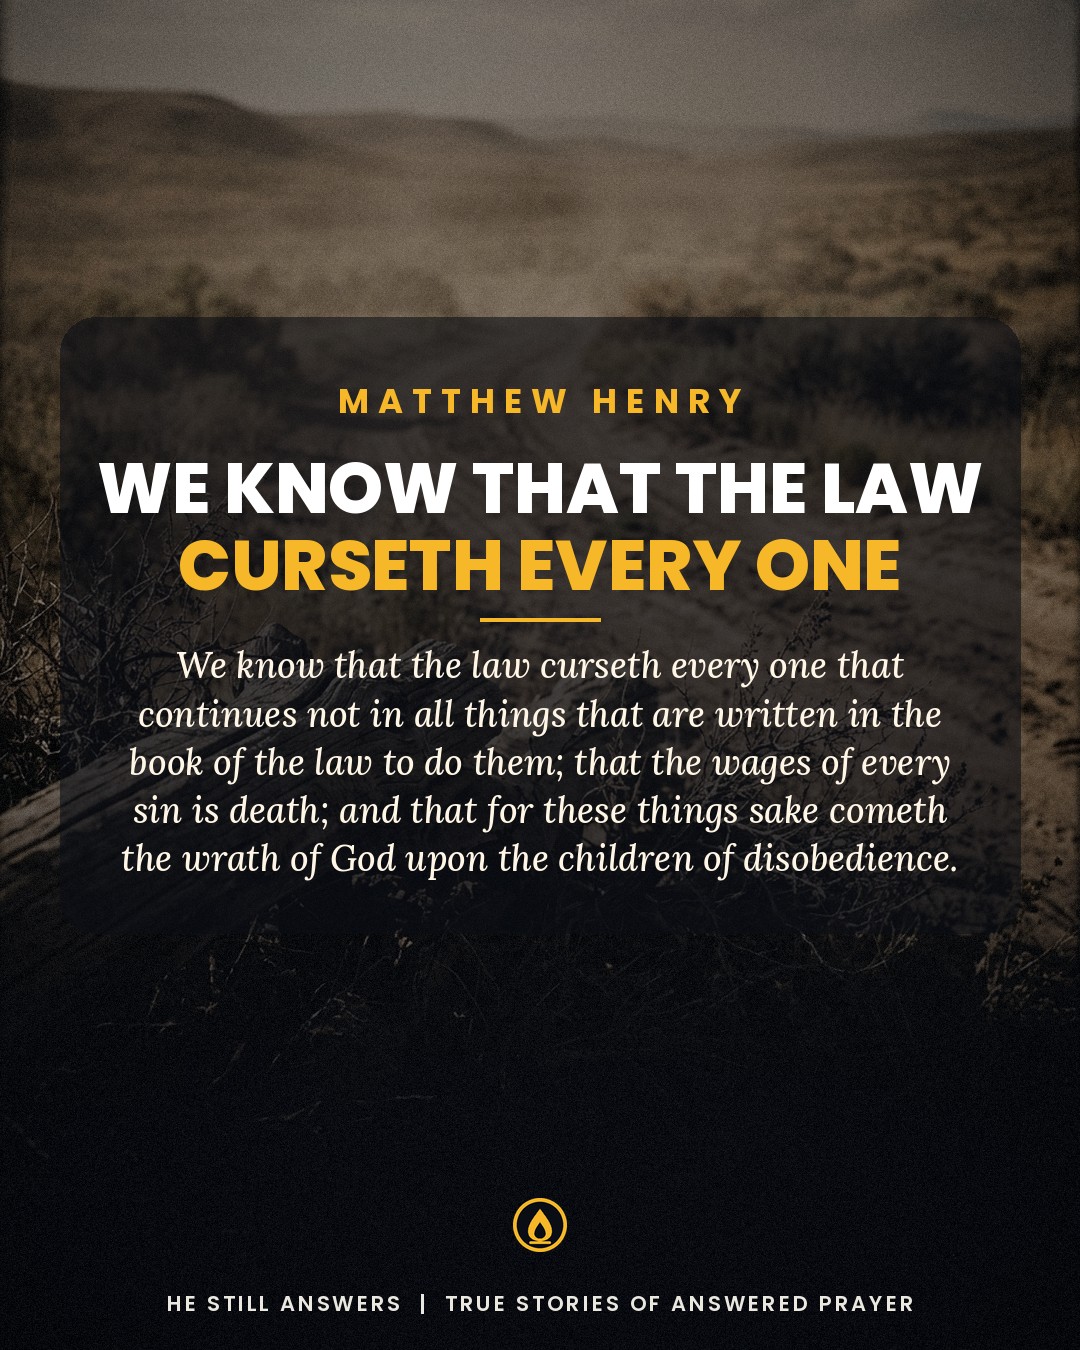 MATTHEW HENRY
WE KNOW THAT THE LAW
CURSETH EVERY ONE
We know that the law curseth every one that
continues not in all things that are written in the
book of the law to do them; that the wages of every
sin is death; and that for these things sake cometh
the wrath of God upon the children of disobedience.
HE STILL ANSWERS | TRUE STORIES OF ANSWERED PRAYER